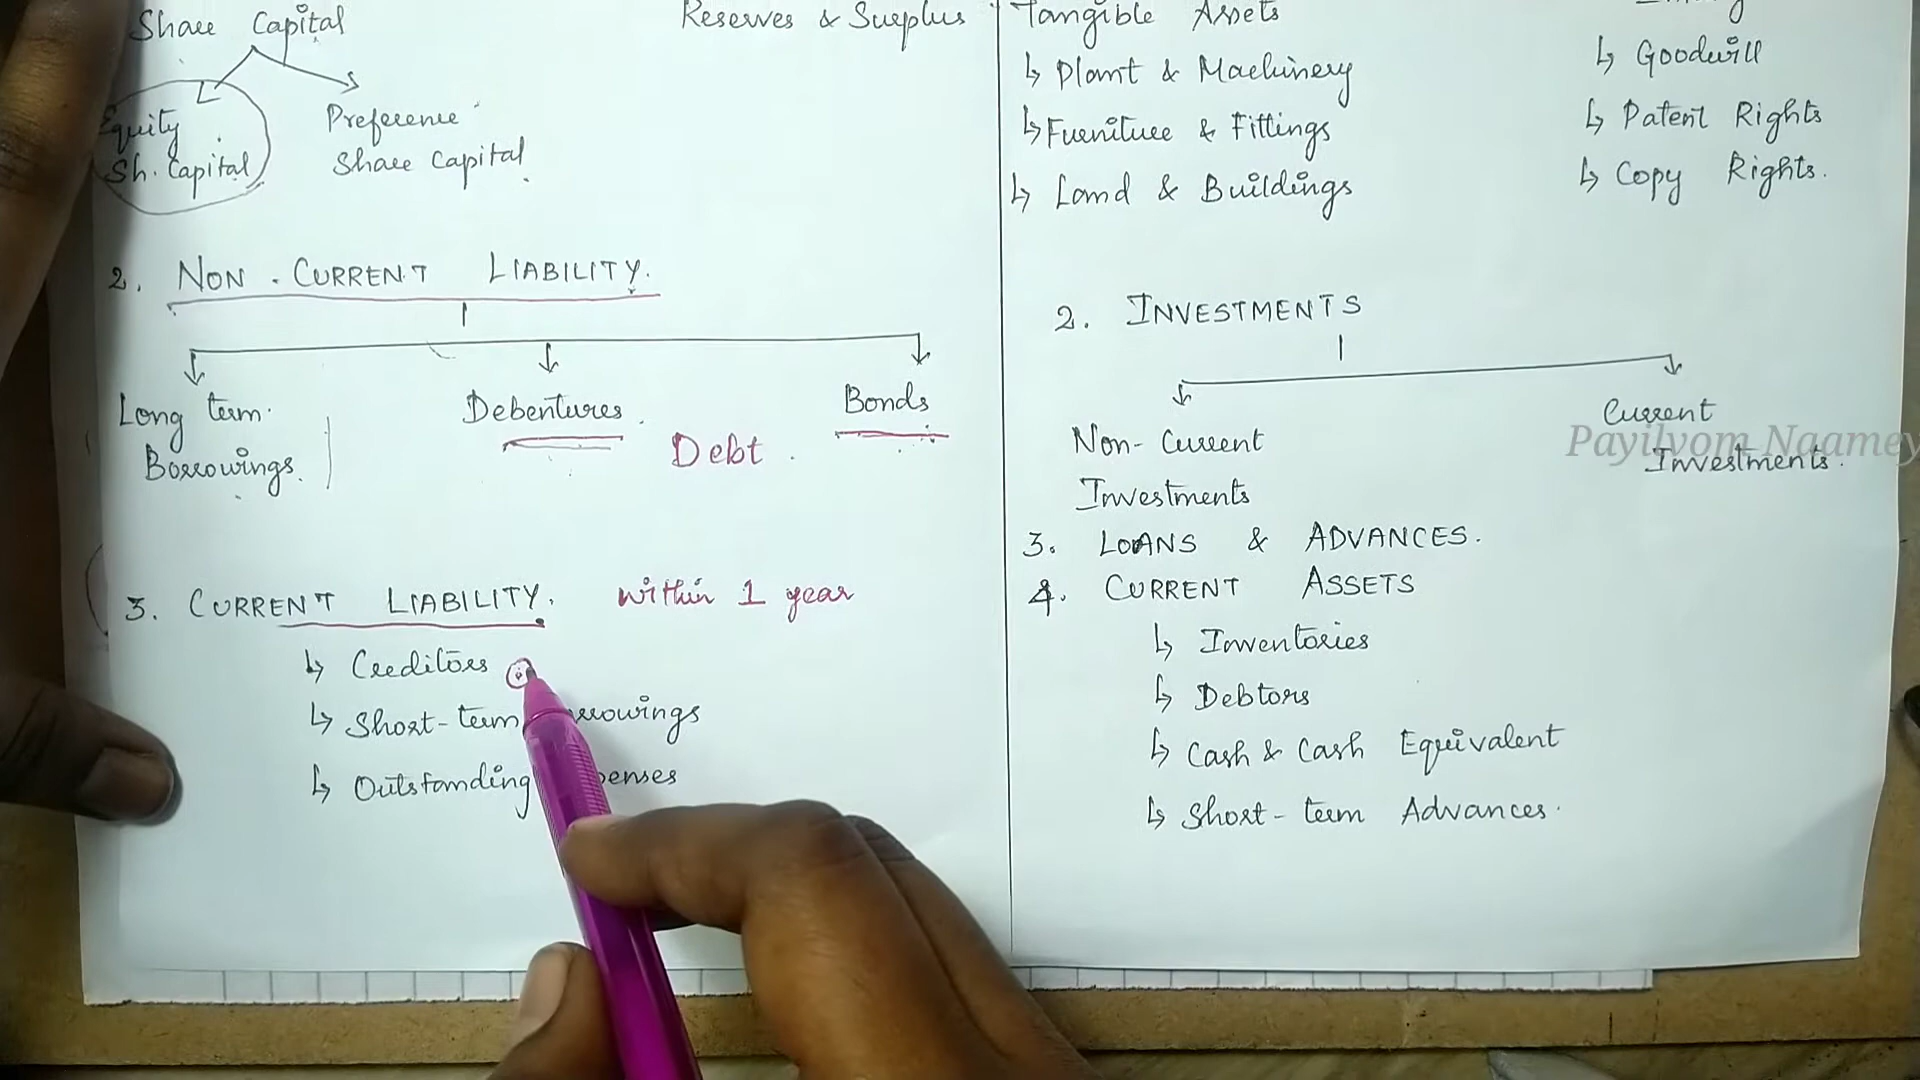 Share Capital
Reserves & Surplus
Equity
Sh. Capital
Preference
Share Capital
2. NON-CURRENT LIABILITY.
Long term
Borrowings.
Debentures
Debt
Bonds
3. CURRENT LIABILITY. Within 1 year
↳ Creditors
↳ Short-term
↳ Outstanding
Tangible Assets
↳ Plant & Machinery
↳ Furniture & Fittings
↳ Land & Buildings
↳ Goodwill
↳ Patent Rights
↳ Copy Rights.
2. INVESTMENTS
Non-Current
Investments
Current
Investments.
Payilvom Naamey
3. LOANS & ADVANCES.
4. CURRENT ASSETS
↳ Inventories
↳ Debtors
↳ Cash & Cash Equivalent
↳ Short-term Advances.